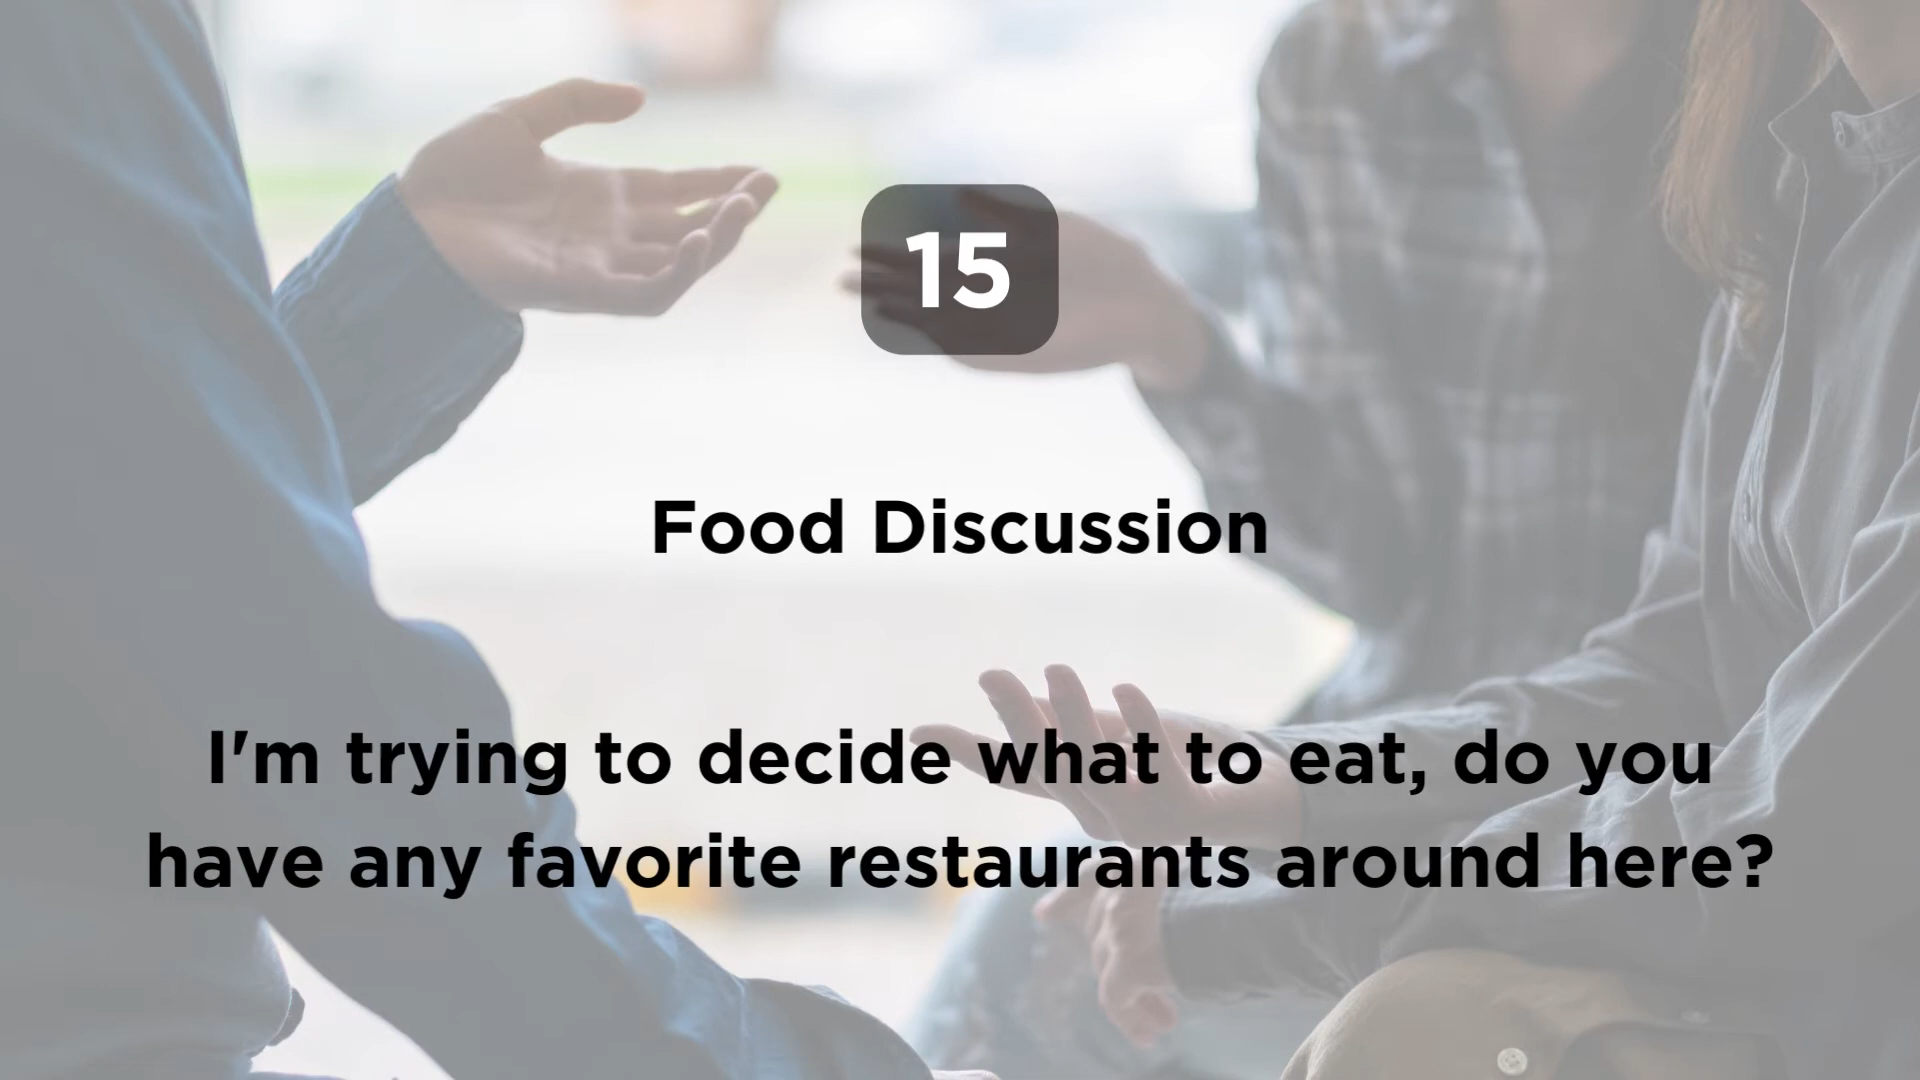 15
Food Discussion
I'm trying to decide what to eat, do you
have any favorite restaurants around here?